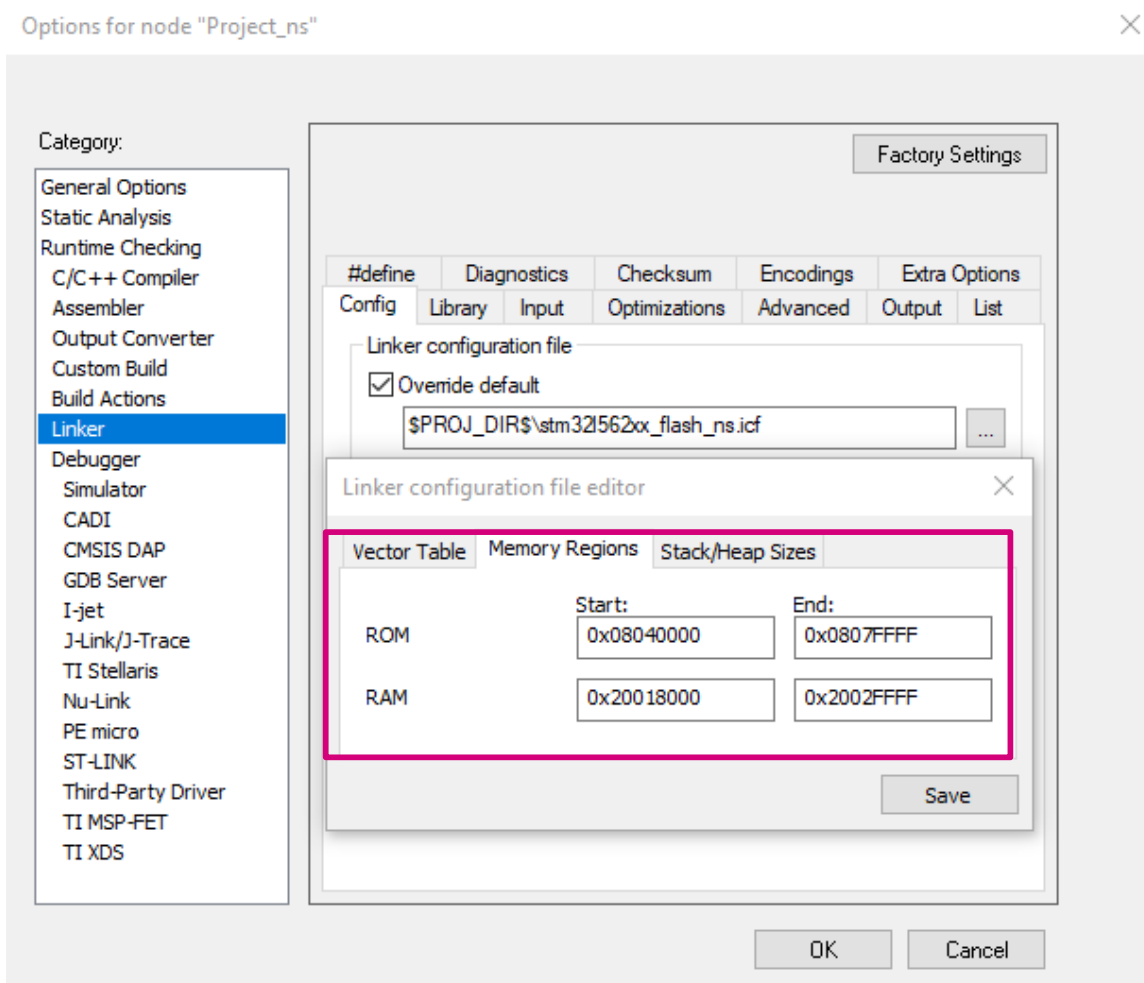 Options for node "Project_ns"
Category:
General Options
Static Analysis
Runtime Checking
C/C++ Compiler
Assembler
Output Converter
Custom Build
Build Actions
Linker
Debugger
Simulator
CADI
CMSIS DAP
GDB Server
I-jet
J-Link/J-Trace
TI Stellaris
Nu-Link
PE micro
ST-LINK
Third-Party Driver
TI MSP-FET
TI XDS
Factory Settings
#define Diagnostics Checksum Encodings Extra Options
Config Library Input Optimizations Advanced Output List
Linker configuration file
Override default
$PROJ_DIR$\stm32l562xx_flash_ns.icf
...
Linker configuration file editor
Vector Table Memory Regions Stack/Heap Sizes
Start: End:
ROM 0x08040000 0x0807FFFF
RAM 0x20018000 0x2002FFFF
Save
OK Cancel